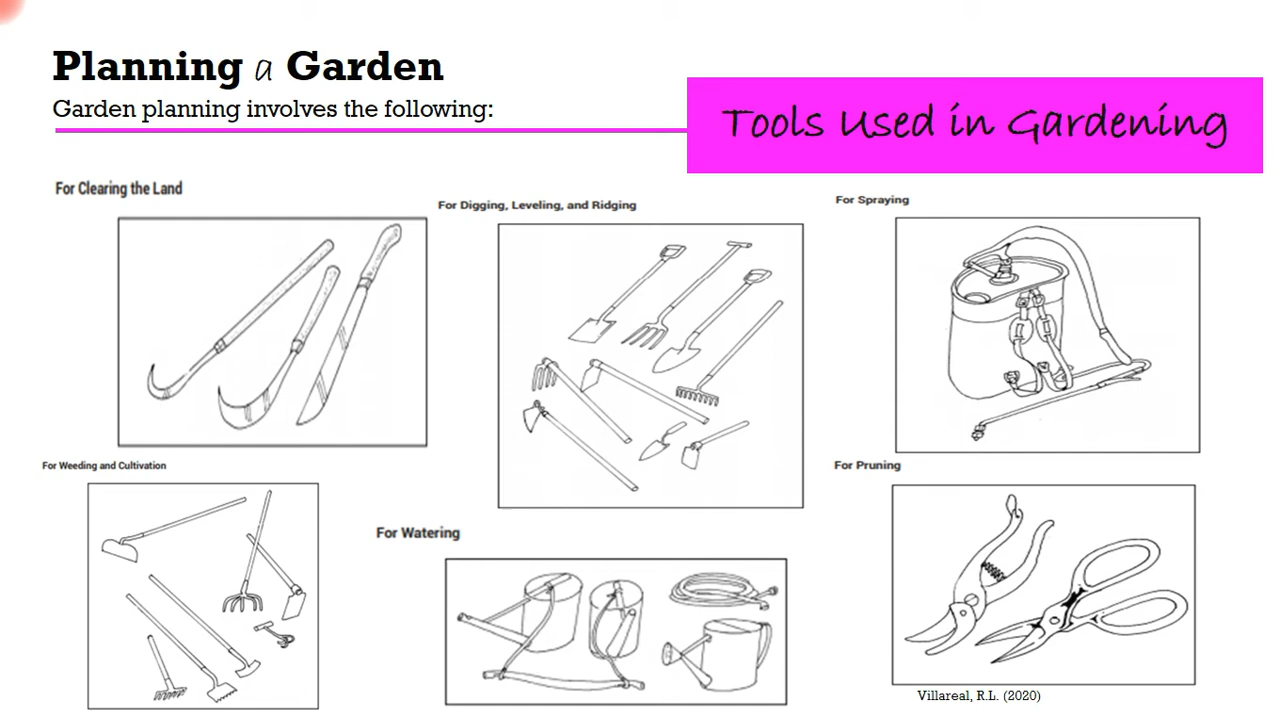 Planning a Garden
Garden planning involves the following:
Tools Used in Gardening
For Clearing the Land
For Digging, Leveling, and Ridging
For Spraying
For Weeding and Cultivation
For Watering
For Pruning
Villareal, R.L. (2020)